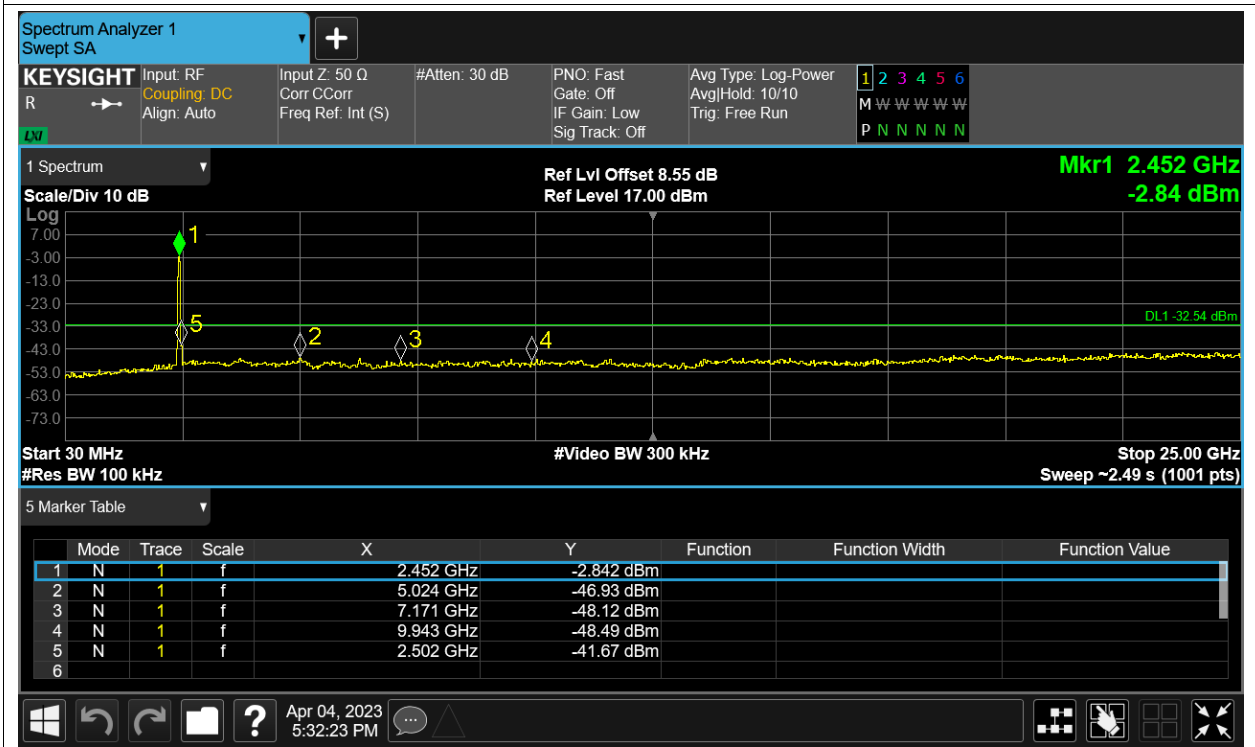 Spectrum Analyzer 1
Swept SA
+
KEYSIGHT Input: RF Input Z: 50 Ω #Atten: 30 dB PNO: Fast Avg Type: Log-Power 1 2 3 4 5 6
R Coupling: DC Corr CCorr Gate: Off Avg|Hold: 10/10 M W W W W W
Align: Auto Freq Ref: Int (S) IF Gain: Low Trig: Free Run
LXI Sig Track: Off P N N N N N
1 Spectrum Ref Lvl Offset 8.55 dB Mkr1 2.452 GHz
Scale/Div 10 dB Ref Level 17.00 dBm -2.84 dBm
Log
7.00
-3.00
-13.0
-23.0
-33.0
-43.0
-53.0
-63.0
-73.0
1
5
2
3
4
DL1 -32.54 dBm
Start 30 MHz #Video BW 300 kHz Stop 25.00 GHz
#Res BW 100 kHz Sweep ~2.49 s (1001 pts)
5 Marker Table
Mode Trace Scale X Y Function Function Width Function Value
1 N 1 f 2.452 GHz -2.842 dBm
2 N 1 f 5.024 GHz -46.93 dBm
3 N 1 f 7.171 GHz -48.12 dBm
4 N 1 f 9.943 GHz -48.49 dBm
5 N 1 f 2.502 GHz -41.67 dBm
6
? Apr 04, 2023
5:32:23 PM